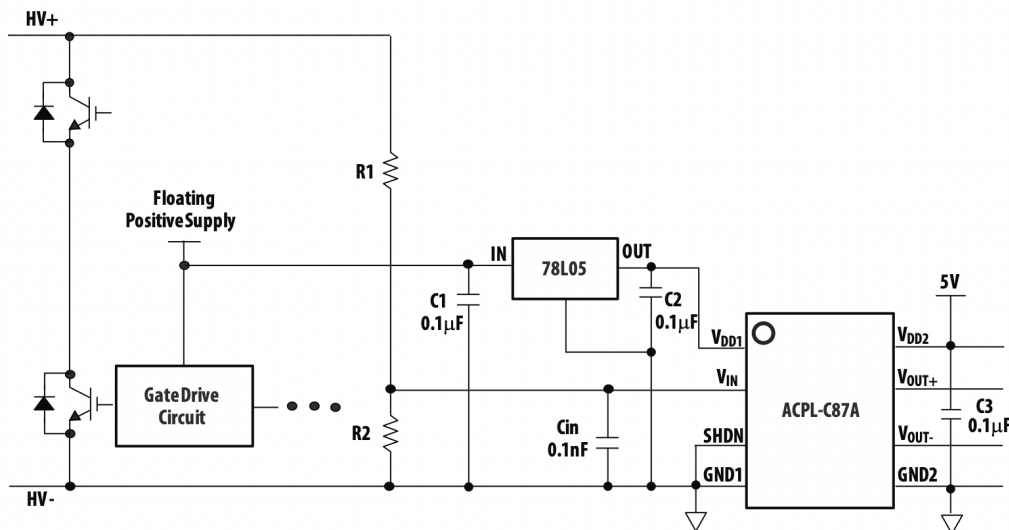 HV+
R1
Floating
Positive Supply
IN
78L05
OUT
C1
0.1μF
C2
0.1μF
5V
VDD1
VDD2
VIN
VOUT+
Gate Drive
Circuit
ACPL-C87A
C3
0.1μF
R2
Cin
0.1nF
SHDN
VOUT-
GND1
GND2
HV-